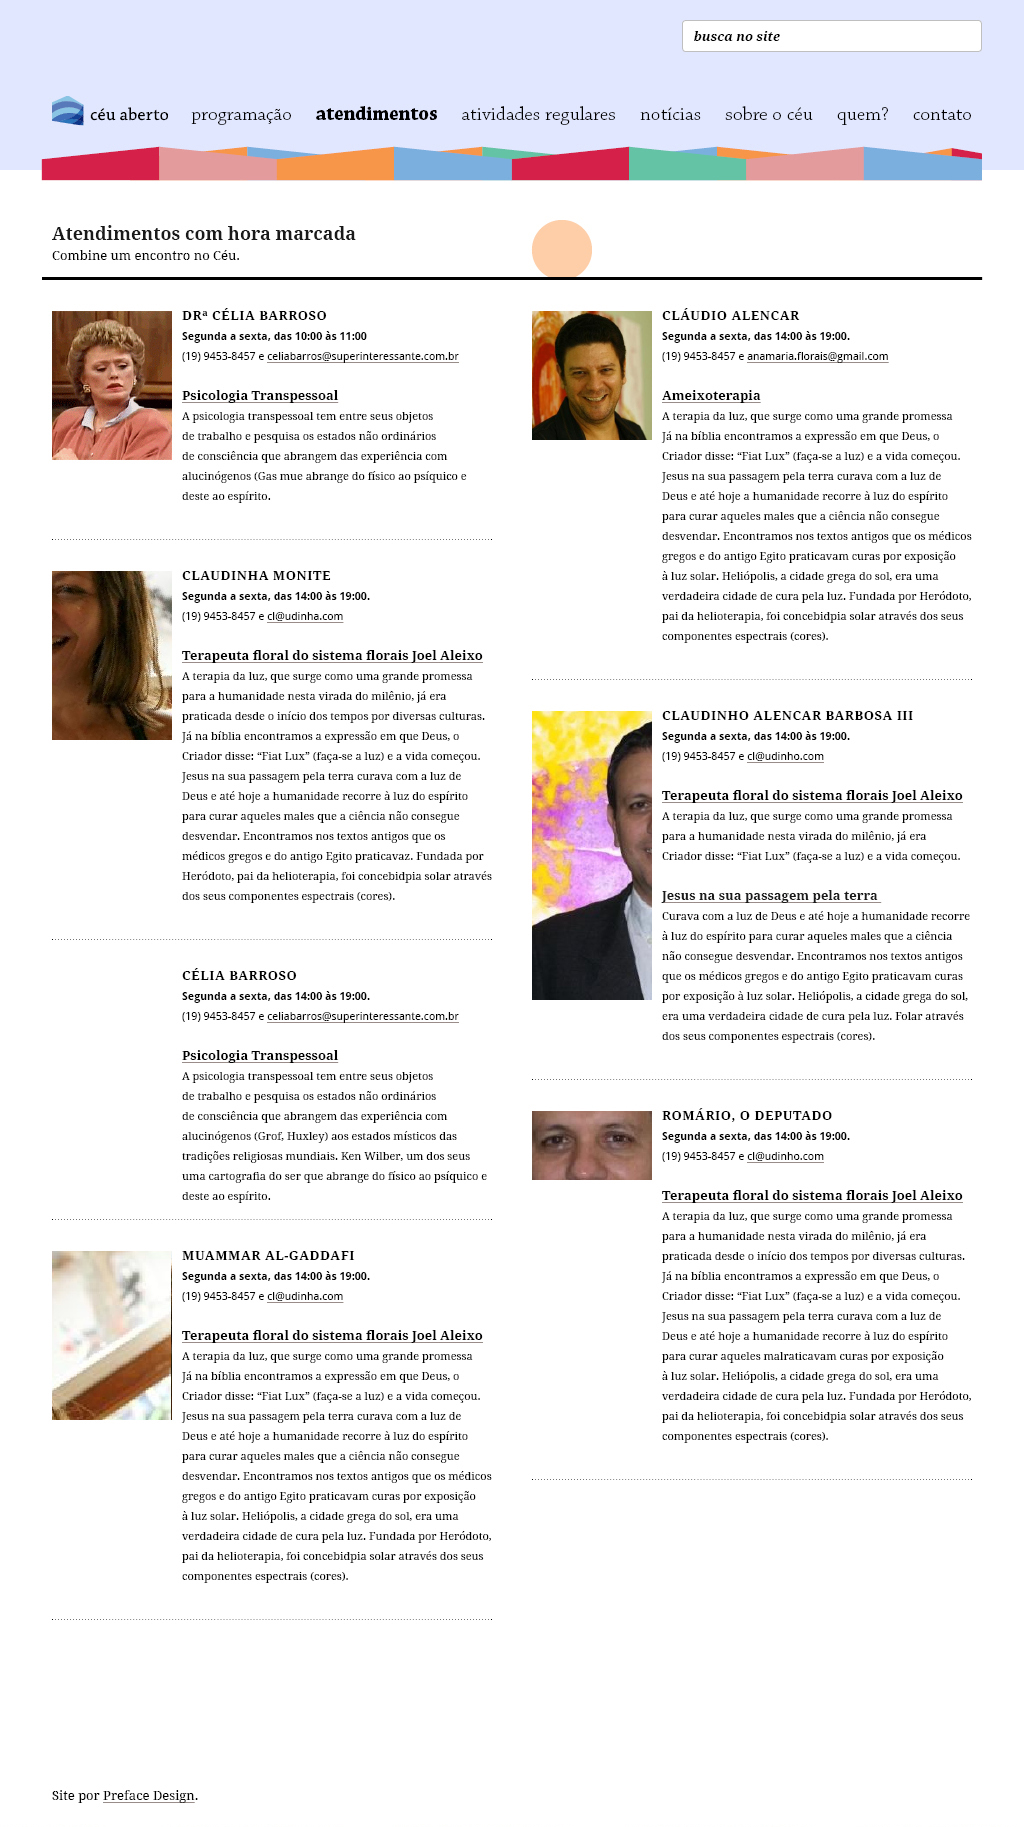 busca no site
céu aberto programação atendimentos atividades regulares notícias sobre o céu quem? contato
Atendimentos com hora marcada
Combine um encontro no Céu.
DRª CÉLIA BARROSO
Segunda a sexta, das 10:00 às 11:00
(19) 9453-8457 e celiabarros@superinteressante.com.br
Psicologia Transpessoal
A psicologia transpessoal tem entre seus objetos
de trabalho e pesquisa os estados não ordinários
de consciência que abrangem das experiência com
alucinógenos (Gas mue abrange do físico ao psíquico e
deste ao espírito.
CLAUDINHA MONITE
Segunda a sexta, das 14:00 às 19:00.
(19) 9453-8457 e cl@udinha.com
Terapeuta floral do sistema florais Joel Aleixo
A terapia da luz, que surge como uma grande promessa
para a humanidade nesta virada do milênio, já era
praticada desde o início dos tempos por diversas culturas.
Já na bíblia encontramos a expressão em que Deus, o
Criador disse: “Fiat Lux” (faça-se a luz) e a vida começou.
Jesus na sua passagem pela terra curava com a luz de
Deus e até hoje a humanidade recorre à luz do espírito
para curar aqueles males que a ciência não consegue
desvendar. Encontramos nos textos antigos que os
médicos gregos e do antigo Egito praticavaz. Fundada por
Heródoto, pai da helioterapia, foi concebidpia solar através
dos seus componentes espectrais (cores).
CÉLIA BARROSO
Segunda a sexta, das 14:00 às 19:00.
(19) 9453-8457 e celiabarros@superinteressante.com.br
Psicologia Transpessoal
A psicologia transpessoal tem entre seus objetos
de trabalho e pesquisa os estados não ordinários
de consciência que abrangem das experiência com
alucinógenos (Grof, Huxley) aos estados místicos das
tradições religiosas mundiais. Ken Wilber, um dos seus
uma cartografia do ser que abrange do físico ao psíquico e
deste ao espírito.
MUAMMAR AL-GADDAFI
Segunda a sexta, das 14:00 às 19:00.
(19) 9453-8457 e cl@udinha.com
Terapeuta floral do sistema florais Joel Aleixo
A terapia da luz, que surge como uma grande promessa
Já na bíblia encontramos a expressão em que Deus, o
Criador disse: “Fiat Lux” (faça-se a luz) e a vida começou.
Jesus na sua passagem pela terra curava com a luz de
Deus e até hoje a humanidade recorre à luz do espírito
para curar aqueles males que a ciência não consegue
desvendar. Encontramos nos textos antigos que os médicos
gregos e do antigo Egito praticavam curas por exposição
à luz solar. Heliópolis, a cidade grega do sol, era uma
verdadeira cidade de cura pela luz. Fundada por Heródoto,
pai da helioterapia, foi concebidpia solar através dos seus
componentes espectrais (cores).
CLÁUDIO ALENCAR
Segunda a sexta, das 14:00 às 19:00.
(19) 9453-8457 e anamaria.florais@gmail.com
Ameixoterapia
A terapia da luz, que surge como uma grande promessa
Já na bíblia encontramos a expressão em que Deus, o
Criador disse: “Fiat Lux” (faça-se a luz) e a vida começou.
Jesus na sua passagem pela terra curava com a luz de
Deus e até hoje a humanidade recorre à luz do espírito
para curar aqueles males que a ciência não consegue
desvendar. Encontramos nos textos antigos que os médicos
gregos e do antigo Egito praticavam curas por exposição
à luz solar. Heliópolis, a cidade grega do sol, era uma
verdadeira cidade de cura pela luz. Fundada por Heródoto,
pai da helioterapia, foi concebidpia solar através dos seus
componentes espectrais (cores).
CLAUDINHO ALENCAR BARBOSA III
Segunda a sexta, das 14:00 às 19:00.
(19) 9453-8457 e cl@udinho.com
Terapeuta floral do sistema florais Joel Aleixo
A terapia da luz, que surge como uma grande promessa
para a humanidade nesta virada do milênio, já era
Criador disse: “Fiat Lux” (faça-se a luz) e a vida começou.
Jesus na sua passagem pela terra
Curava com a luz de Deus e até hoje a humanidade recorre
à luz do espírito para curar aqueles males que a ciência
não consegue desvendar. Encontramos nos textos antigos
que os médicos gregos e do antigo Egito praticavam curas
por exposição à luz solar. Heliópolis, a cidade grega do sol,
era uma verdadeira cidade de cura pela luz. Folar através
dos seus componentes espectrais (cores).
ROMÁRIO, O DEPUTADO
Segunda a sexta, das 14:00 às 19:00.
(19) 9453-8457 e cl@udinho.com
Terapeuta floral do sistema florais Joel Aleixo
A terapia da luz, que surge como uma grande promessa
para a humanidade nesta virada do milênio, já era
praticada desde o início dos tempos por diversas culturas.
Já na bíblia encontramos a expressão em que Deus, o
Criador disse: “Fiat Lux” (faça-se a luz) e a vida começou.
Jesus na sua passagem pela terra curava com a luz de
Deus e até hoje a humanidade recorre à luz do espírito
para curar aqueles malraticavam curas por exposição
à luz solar. Heliópolis, a cidade grega do sol, era uma
verdadeira cidade de cura pela luz. Fundada por Heródoto,
pai da helioterapia, foi concebidpia solar através dos seus
componentes espectrais (cores).
Site por Preface Design.